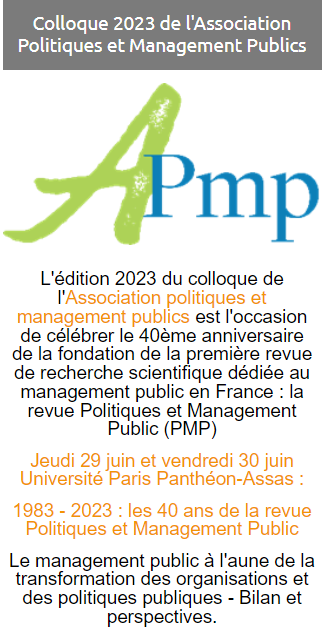 Colloque 2023 de l'Association
Politiques et Management Publics
APmp
L'édition 2023 du colloque de
l'Association politiques et
management publics est l'occasion
de célébrer le 40ème anniversaire
de la fondation de la première revue
de recherche scientifique dédiée au
management public en France : la
revue Politiques et Management
Public (PMP)
Jeudi 29 juin et vendredi 30 juin
Université Paris Panthéon-Assas :
1983 - 2023 : les 40 ans de la revue
Politiques et Management Public
Le management public à l'aune de la
transformation des organisations et
des politiques publiques - Bilan et
perspectives.